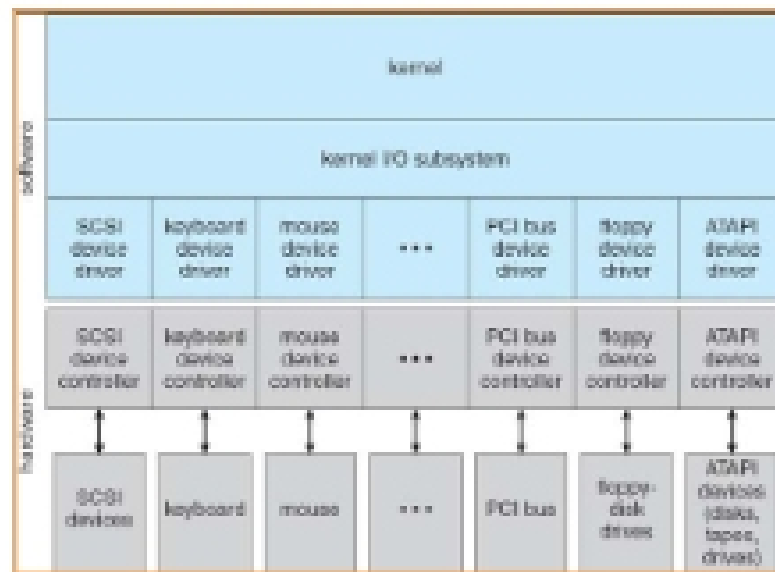 software
kernel
kernel I/O subsystem
SCSI device driver
keyboard device driver
mouse device driver
•••
PCI bus device driver
floppy device driver
ATAPI device driver
hardware
SCSI device controller
keyboard device controller
mouse device controller
•••
PCI bus device controller
floppy device controller
ATAPI device controller
SCSI devices
keyboard
mouse
•••
PCI bus
floppy-disk drives
ATAPI devices (disks, tapes, drives)